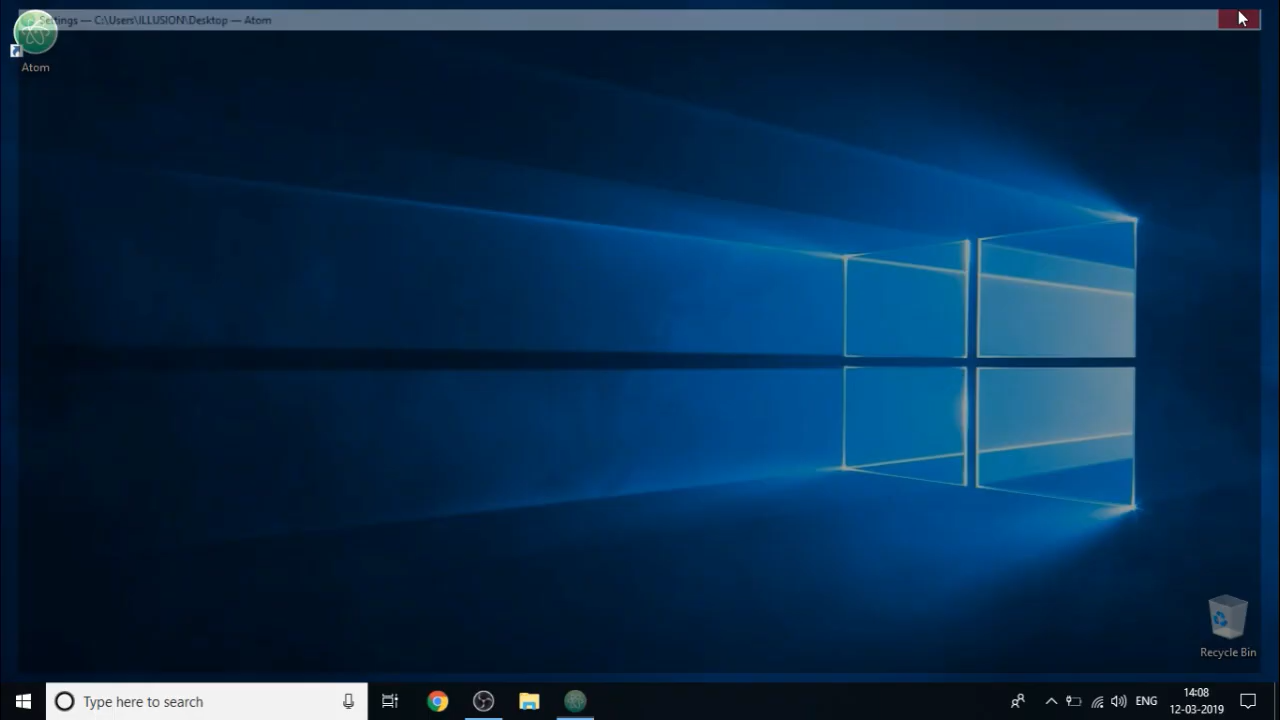 Settings — C:\Users\ILLUSION\Desktop — Atom
Atom
Recycle Bin
Type here to search
ENG
14:08
12-03-2019